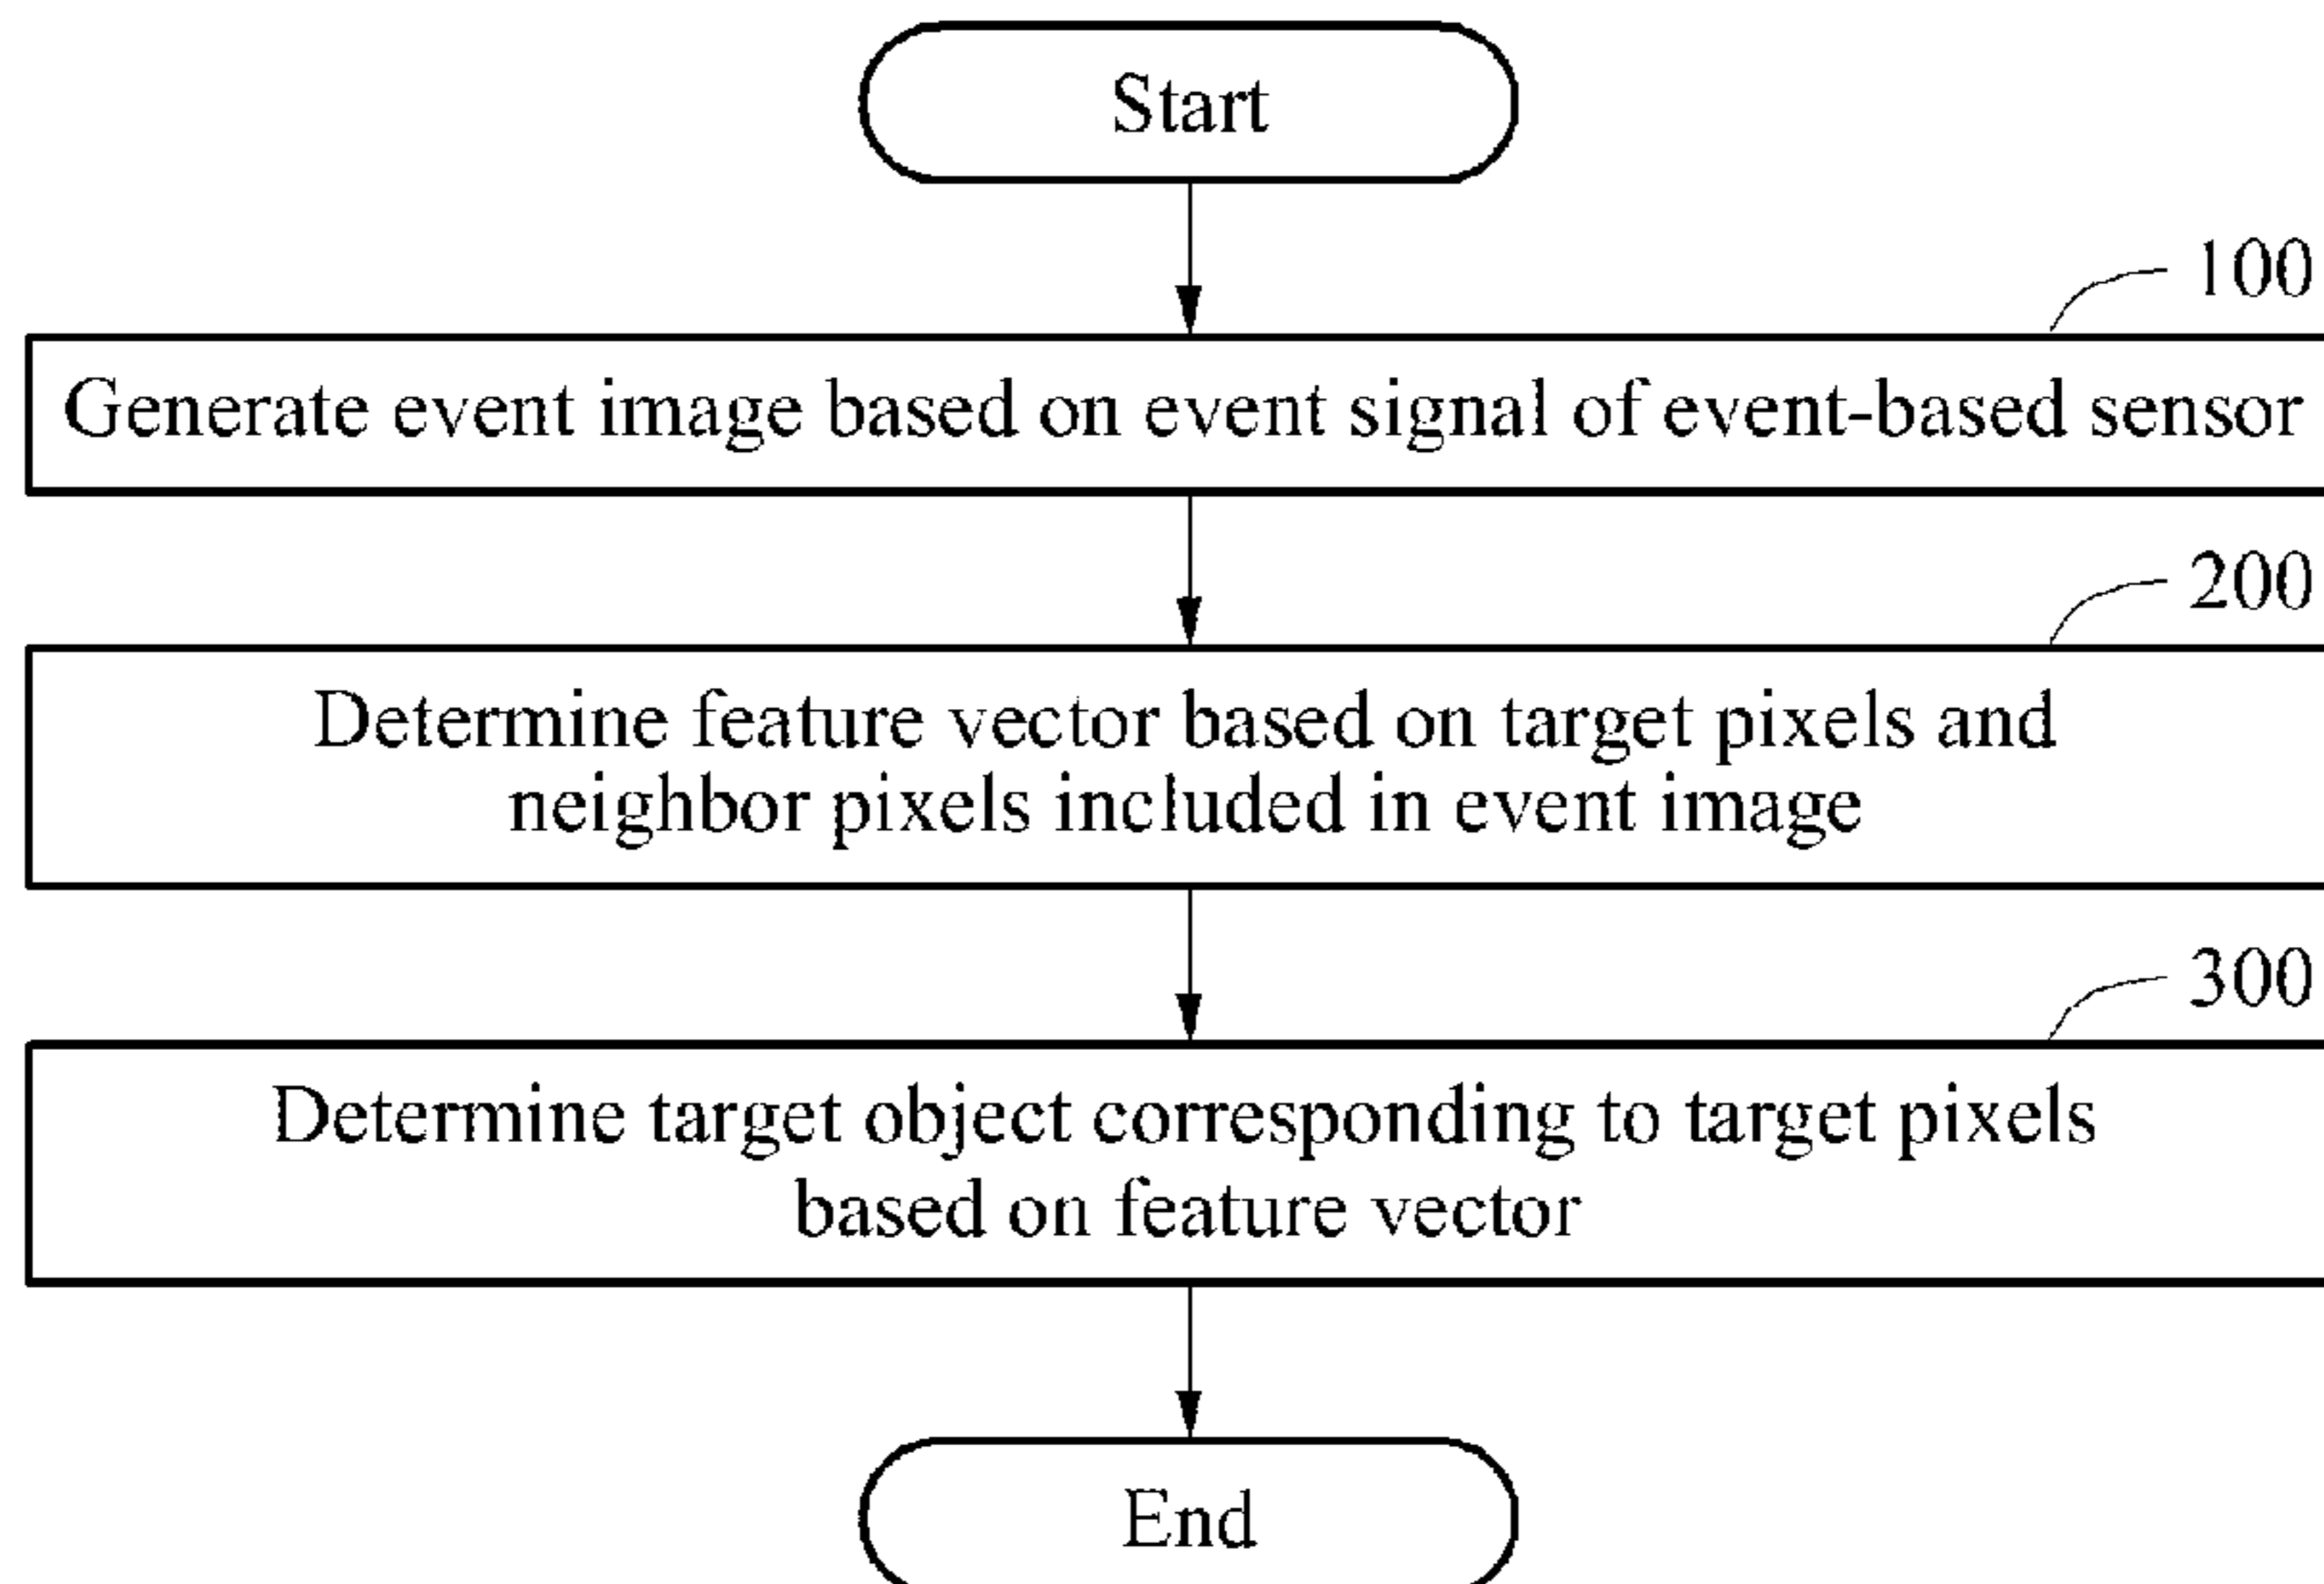 Start
100
Generate event image based on event signal of event-based sensor
200
Determine feature vector based on target pixels and
neighbor pixels included in event image
300
Determine target object corresponding to target pixels
based on feature vector
End